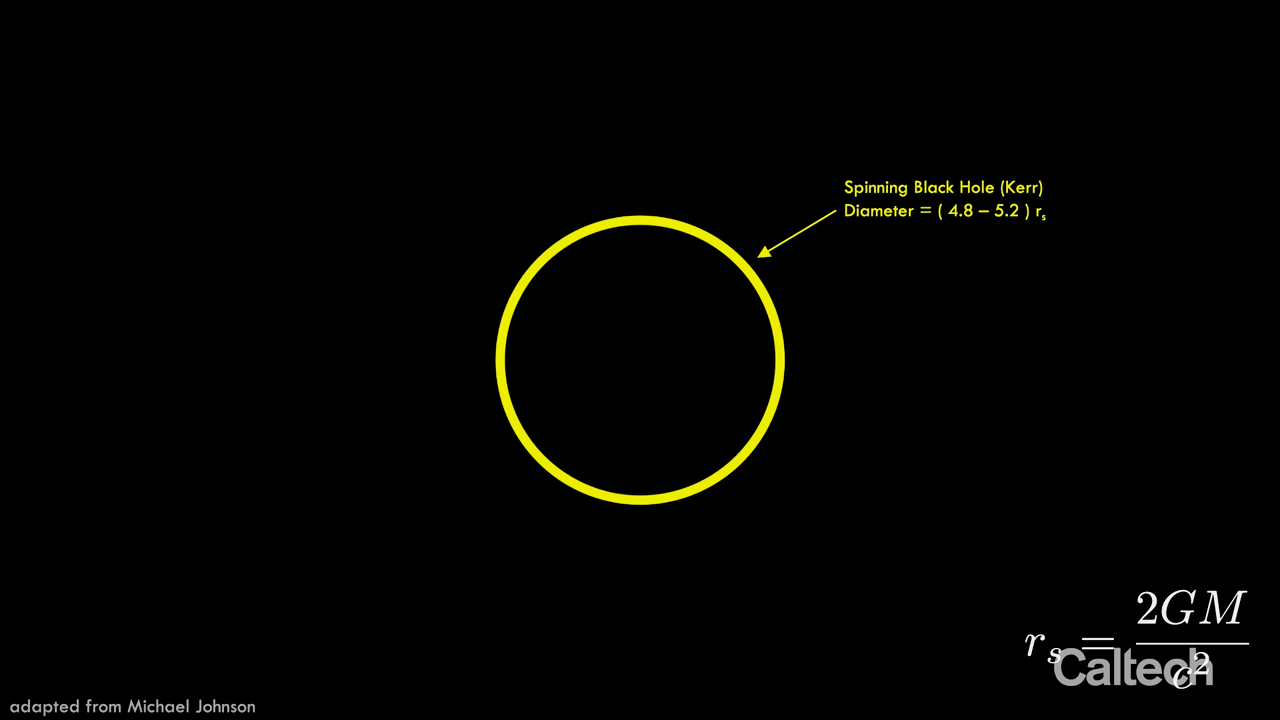 Spinning Black Hole (Kerr)
Diameter = ( 4.8 – 5.2 ) rₛ
rₛ = 2GM / c²
Caltech
adapted from Michael Johnson